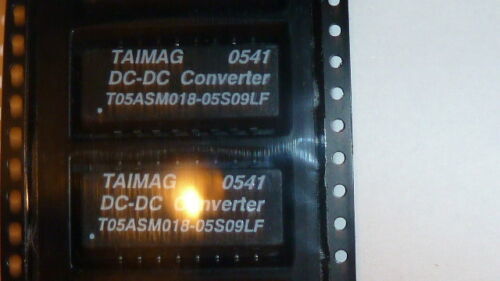 TAIMAG 0541
DC-DC Converter
T05ASM018-05S09LF
TAIMAG 0541
DC-DC Converter
T05ASM018-05S09LF